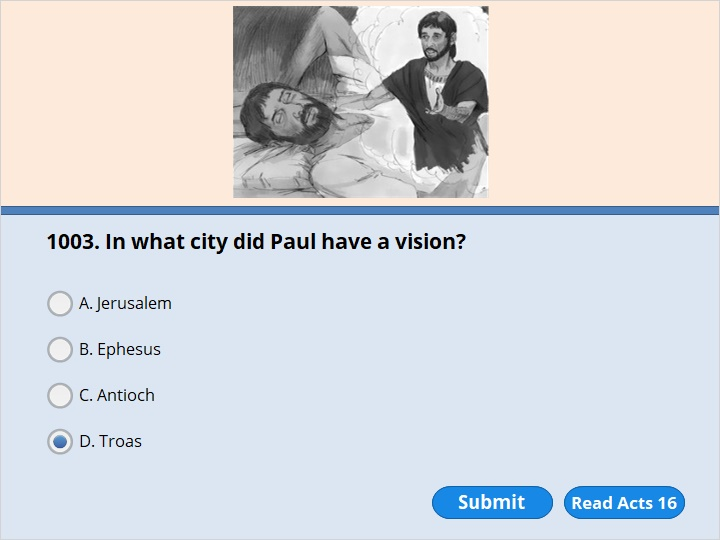 1003. In what city did Paul have a vision?
A. Jerusalem
B. Ephesus
C. Antioch
D. Troas
Submit
Read Acts 16